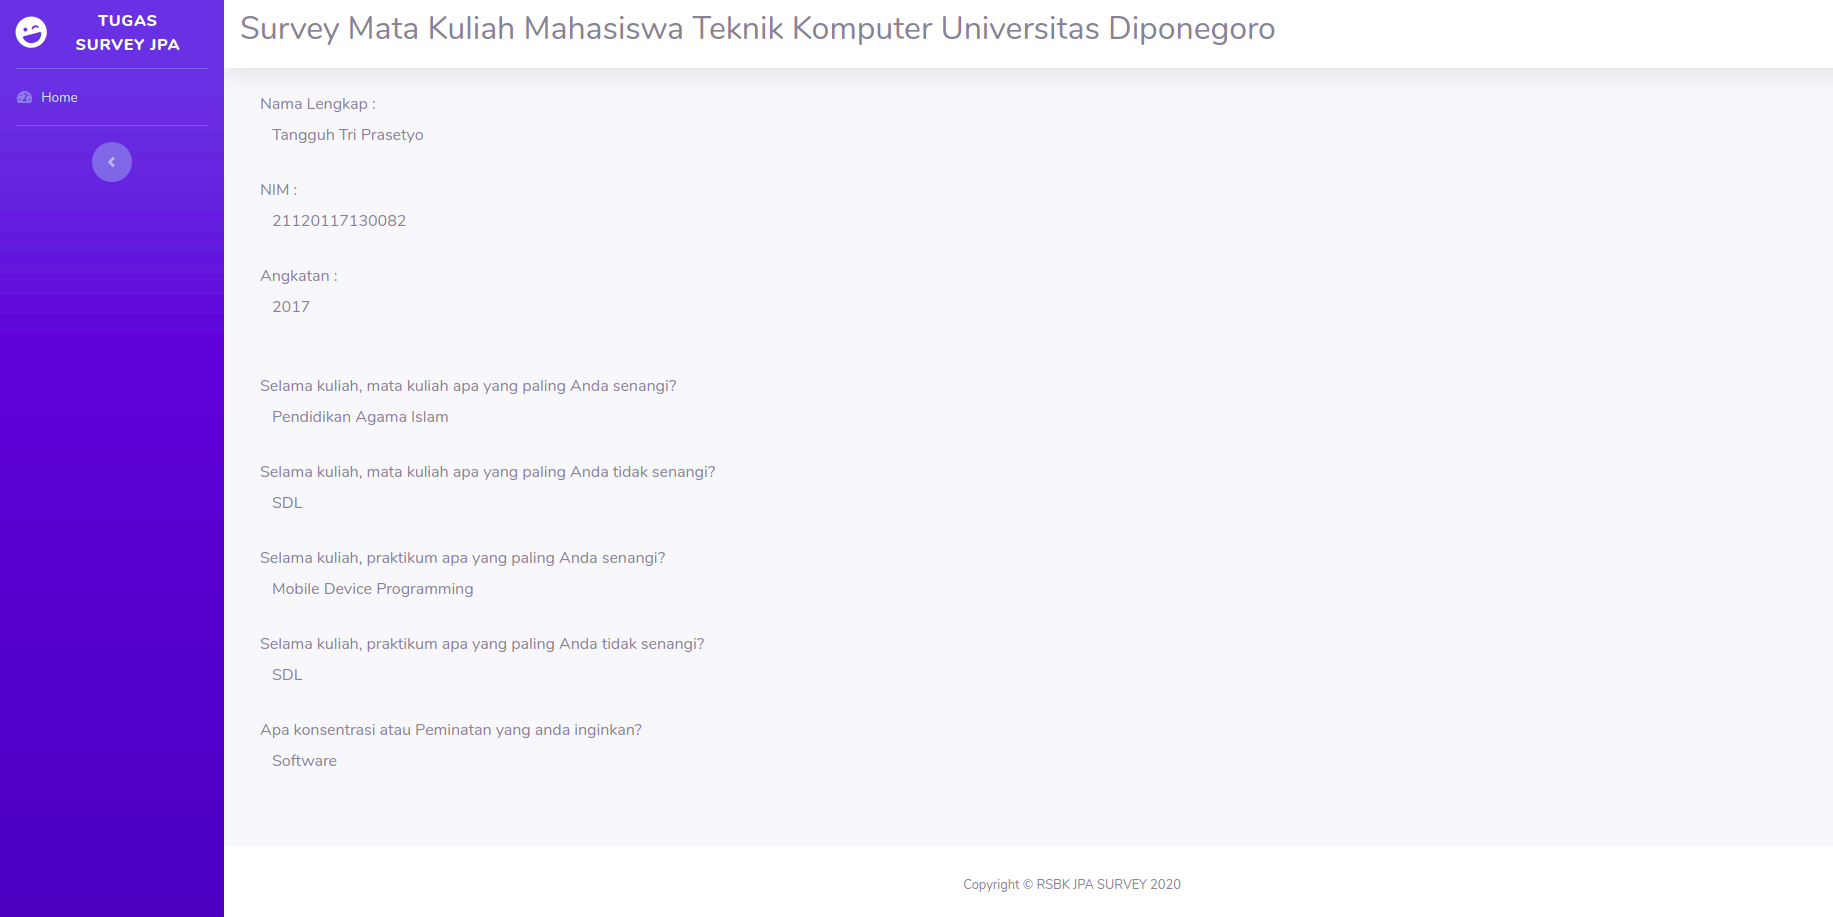 TUGAS
SURVEY JPA
Home
Survey Mata Kuliah Mahasiswa Teknik Komputer Universitas Diponegoro
Nama Lengkap :
Tangguh Tri Prasetyo
NIM :
21120117130082
Angkatan :
2017
Selama kuliah, mata kuliah apa yang paling Anda senangi?
Pendidikan Agama Islam
Selama kuliah, mata kuliah apa yang paling Anda tidak senangi?
SDL
Selama kuliah, praktikum apa yang paling Anda senangi?
Mobile Device Programming
Selama kuliah, praktikum apa yang paling Anda tidak senangi?
SDL
Apa konsentrasi atau Peminatan yang anda inginkan?
Software
Copyright © RSBK JPA SURVEY 2020